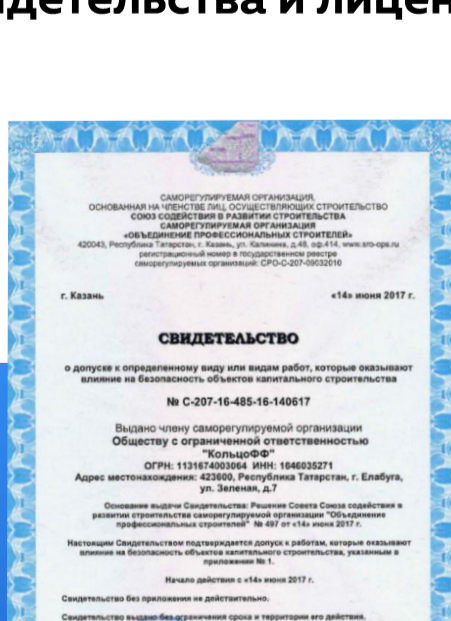 идетельства и лицен
САМОРЕГУЛИРУЕМАЯ ОРГАНИЗАЦИЯ,
ОСНОВАННАЯ НА ЧЛЕНСТВЕ ЛИЦ, ОСУЩЕСТВЛЯЮЩИХ СТРОИТЕЛЬСТВО
СОЮЗ СОДЕЙСТВИЯ В РАЗВИТИИ СТРОИТЕЛЬСТВА
САМОРЕГУЛИРУЕМАЯ ОРГАНИЗАЦИЯ
«ОБЪЕДИНЕНИЕ ПРОФЕССИОНАЛЬНЫХ СТРОИТЕЛЕЙ»
420043, Республика Татарстан, г. Казань, ул. Калинина, д.48, оф.414, www.sro-ops.ru
регистрационный номер в государственном реестре
саморегулируемых организаций: СРО-С-207-09032010
г. Казань «14» июня 2017 г.
СВИДЕТЕЛЬСТВО
о допуске к определенному виду или видам работ, которые оказывают
влияние на безопасность объектов капитального строительства
№ С-207-16-485-16-140617
Выдано члену саморегулируемой организации
Обществу с ограниченной ответственностью
"КольцоФФ"
ОГРН: 1131674003064 ИНН: 1646035271
Адрес местонахождения: 423600, Республика Татарстан, г. Елабуга,
ул. Зеленая, д.7
Основание выдачи Свидетельства: Решение Совета Союза содействия в
развитии строительства саморегулируемой организации "Объединение
профессиональных строителей" № 497 от «14» июня 2017 г.
Настоящим Свидетельством подтверждается допуск к работам, которые оказывают
влияние на безопасность объектов капитального строительства, указанным в
приложении № 1.
Начало действия с «14» июня 2017 г.
Свидетельство без приложения не действительно.
Свидетельство выдано без ограничения срока и территории его действия.